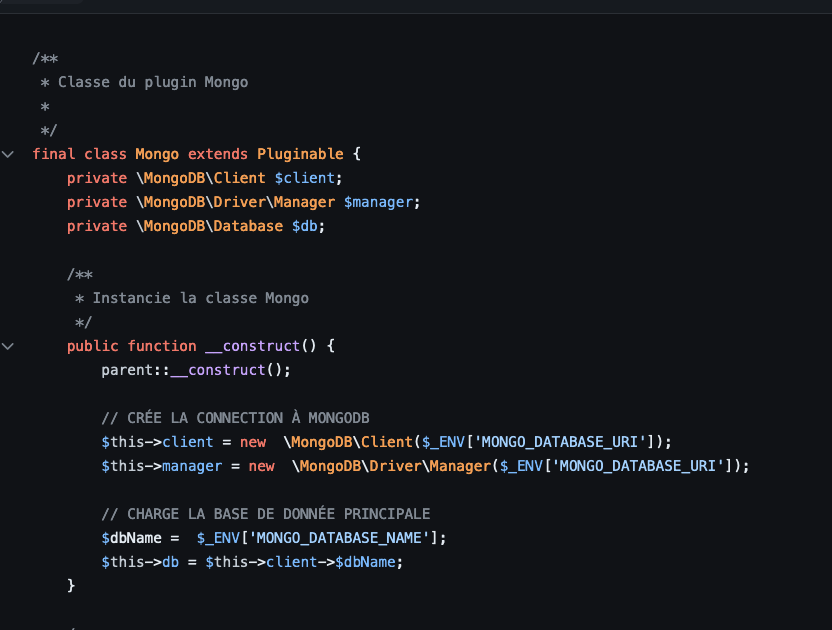 /**
 * Classe du plugin Mongo
 *
 */
final class Mongo extends Pluginable {
    private \MongoDB\Client $client;
    private \MongoDB\Driver\Manager $manager;
    private \MongoDB\Database $db;

    /**
     * Instancie la classe Mongo
     */
    public function __construct() {
        parent::__construct();

        // CRÉE LA CONNECTION À MONGODB
        $this->client = new  \MongoDB\Client($_ENV['MONGO_DATABASE_URI']);
        $this->manager = new  \MongoDB\Driver\Manager($_ENV['MONGO_DATABASE_URI']);

        // CHARGE LA BASE DE DONNÉE PRINCIPALE
        $dbName =  $_ENV['MONGO_DATABASE_NAME'];
        $this->db = $this->client->$dbName;
    }